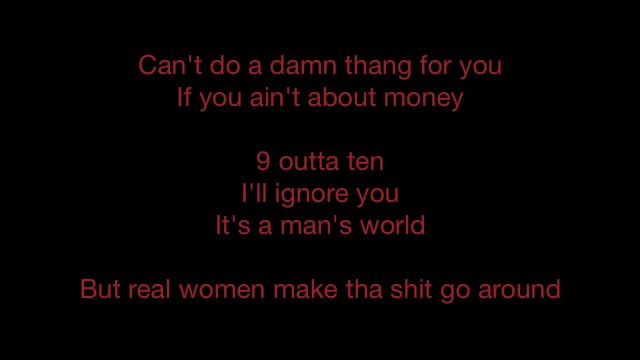 Can't do a damn thang for you
If you ain't about money
9 outta ten
I'll ignore you
It's a man's world
But real women make tha shit go around